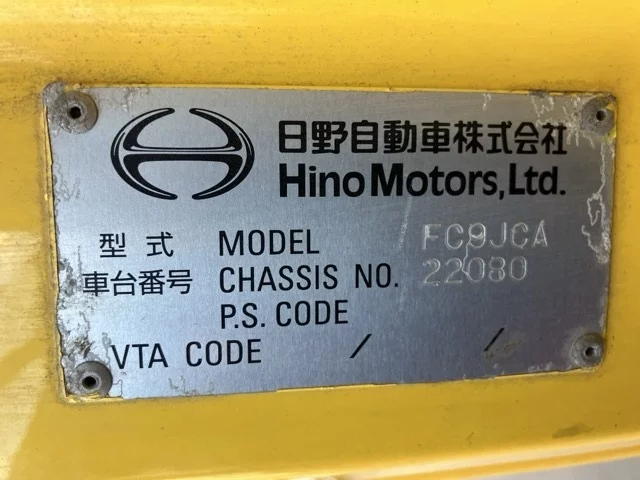 日野自動車株式会社
Hino Motors, Ltd.
型式 MODEL FC9JCA
車台番号 CHASSIS NO. 22080
P.S. CODE
VTA CODE / /